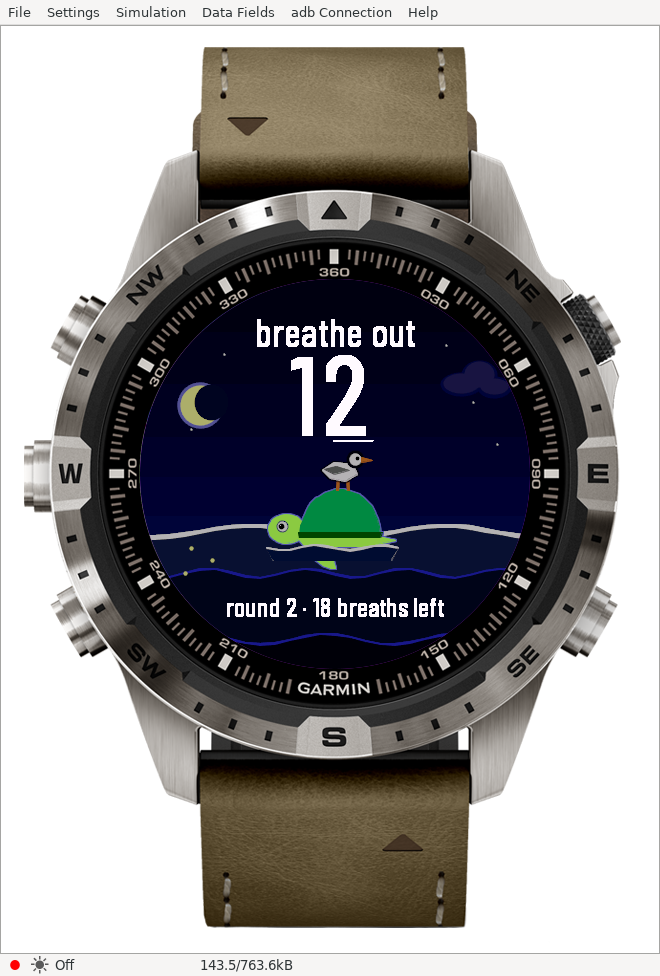 File Settings Simulation Data Fields adb Connection Help
360
330 030
NW NE
300 060
breathe out
12
270 W 060 E
240 120
round 2 · 18 breaths left
210 150
SW SE
180
GARMIN
S
Off 143.5/763.6kB